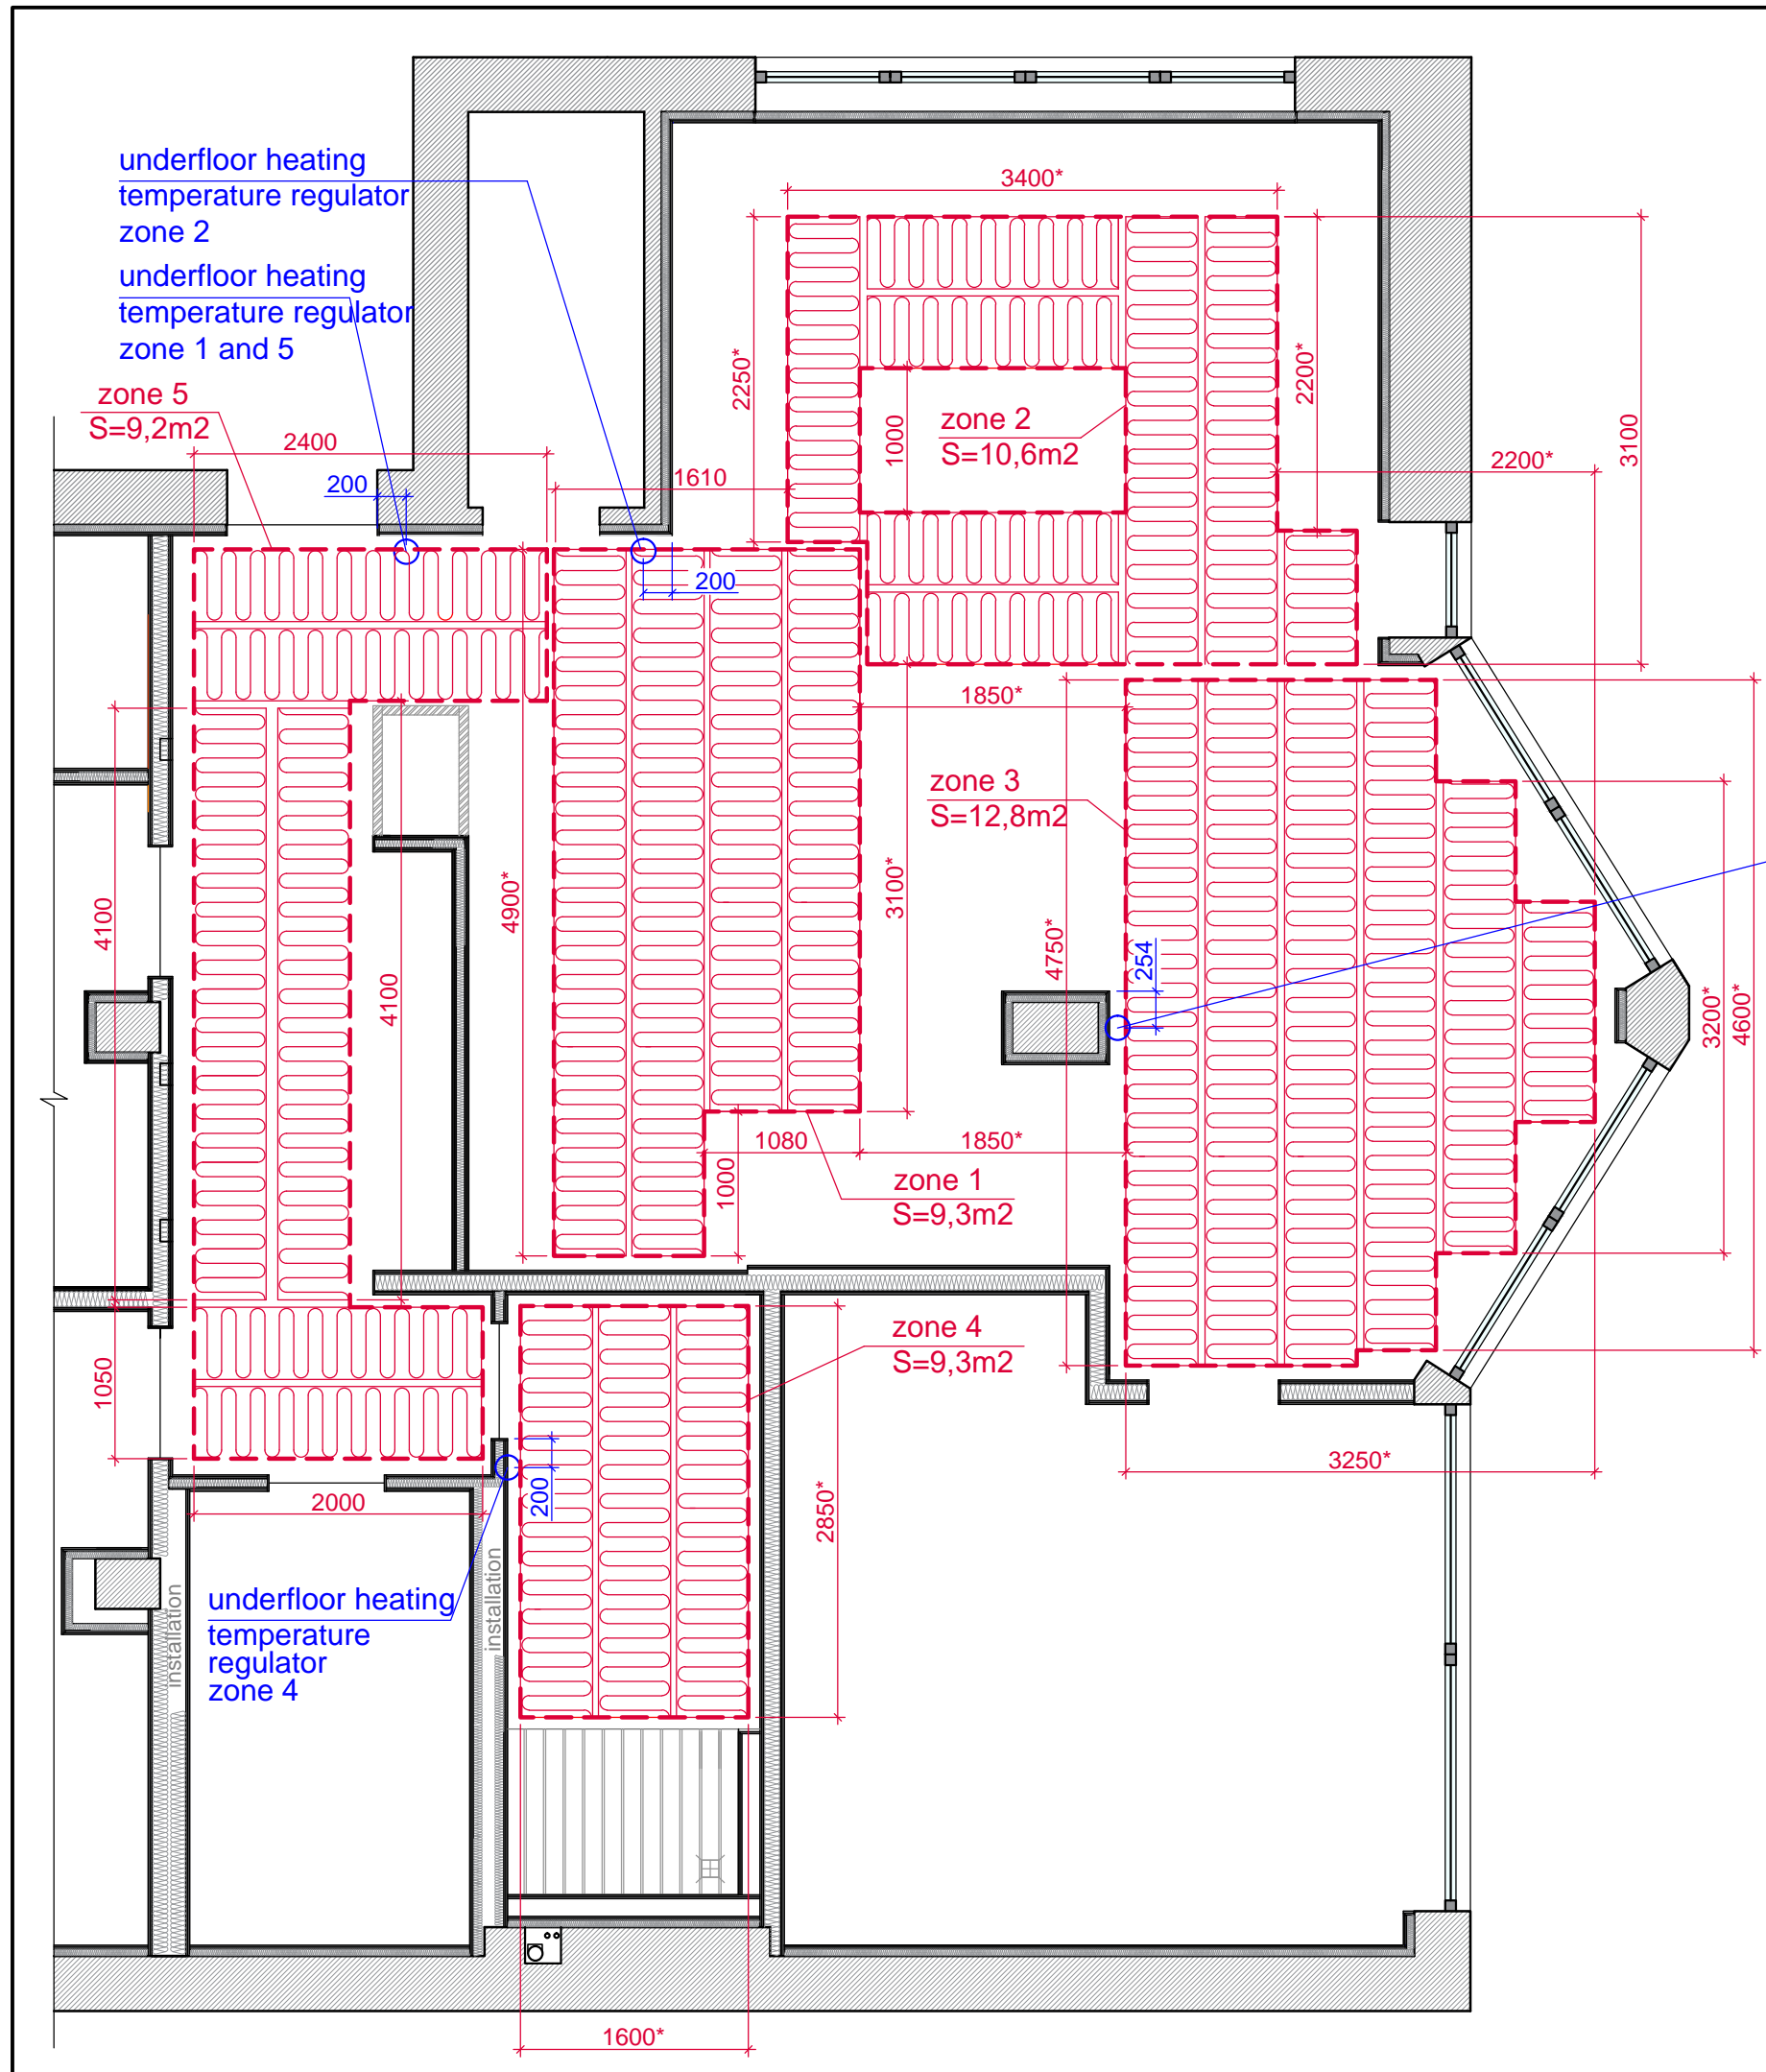 underfloor heating
temperature regulator
zone 2
underfloor heating
temperature regulator
zone 1 and 5
zone 5
S=9,2m2
2400
200
3400*
2250*
2200*
3100
1000
zone 2
S=10,6m2
2200*
1610
200
1850*
zone 3
S=12,8m2
4100
4100
4900*
3100*
4750*
254
3200*
4600*
1080
1850*
1000
zone 1
S=9,3m2
1050
zone 4
S=9,3m2
3250*
2000
200
2850*
installation
installation
underfloor heating
temperature
regulator
zone 4
1600*